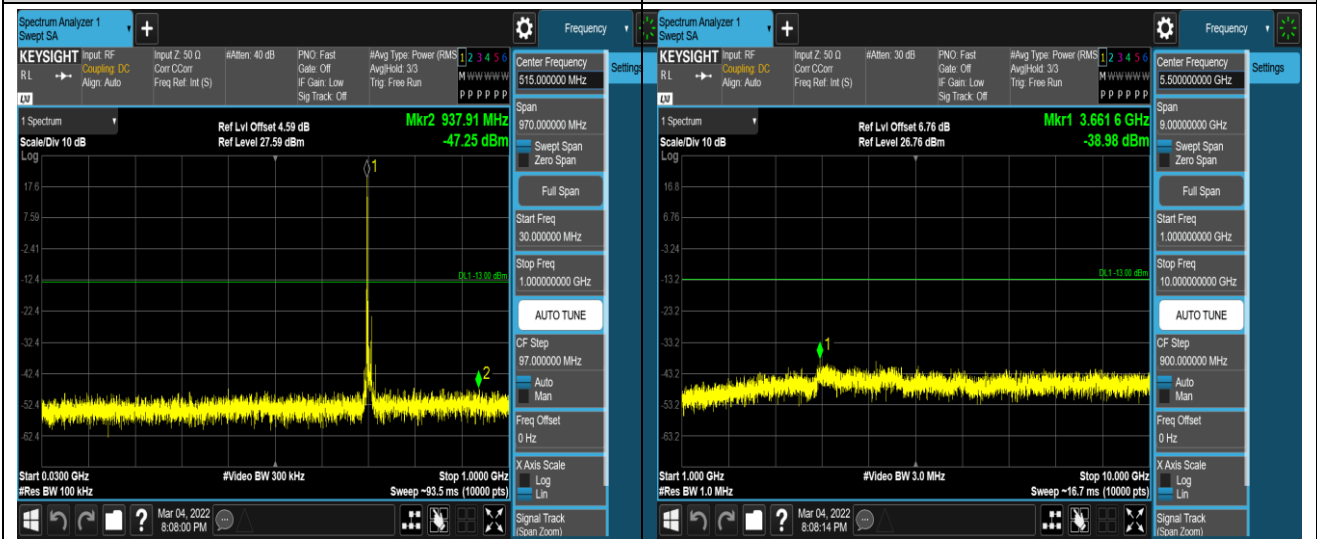 Spectrum Analyzer 1
Swept SA
+
Frequency
KEYSIGHT
RL
LXI
Input: RF
Coupling: DC
Align: Auto
Input Z: 50 Ω
Corr CCorr
Freq Ref: Int (S)
#Atten: 40 dB
PNO: Fast
Gate: Off
IF Gain: Low
Sig Track: Off
#Avg Type: Power (RMS
Avg|Hold: 3/3
Trig: Free Run
1 2 3 4 5 6
M W W W W W
P P P P P P
Center Frequency
515.000000 MHz
Settings
1 Spectrum
Scale/Div 10 dB
Log
Ref Lvl Offset 4.59 dB
Ref Level 27.59 dBm
Mkr2 937.91 MHz
-47.25 dBm
Span
970.000000 MHz
Swept Span
Zero Span
Full Span
Start Freq
30.000000 MHz
Stop Freq
1.000000000 GHz
AUTO TUNE
CF Step
97.000000 MHz
Auto
Man
Freq Offset
0 Hz
X Axis Scale
Log
Lin
Signal Track
(Span Zoom)
1
17.6
7.59
-2.41
-12.4
DL1 -13.00 dBm
-22.4
-32.4
-42.4
2
-52.4
-62.4
Start 0.0300 GHz
#Res BW 100 kHz
#Video BW 300 kHz
Stop 1.0000 GHz
Sweep ~93.5 ms (10000 pts)
?
Mar 04, 2022
8:08:00 PM
Spectrum Analyzer 1
Swept SA
+
Frequency
KEYSIGHT
RL
LXI
Input: RF
Coupling: DC
Align: Auto
Input Z: 50 Ω
Corr CCorr
Freq Ref: Int (S)
#Atten: 30 dB
PNO: Fast
Gate: Off
IF Gain: Low
Sig Track: Off
#Avg Type: Power (RMS
Avg|Hold: 3/3
Trig: Free Run
1 2 3 4 5 6
M W W W W W
P P P P P P
Center Frequency
5.500000000 GHz
Settings
1 Spectrum
Scale/Div 10 dB
Log
Ref Lvl Offset 6.76 dB
Ref Level 26.76 dBm
Mkr1 3.661 6 GHz
-38.98 dBm
Span
9.00000000 GHz
Swept Span
Zero Span
Full Span
Start Freq
1.000000000 GHz
Stop Freq
10.000000000 GHz
AUTO TUNE
CF Step
900.000000 MHz
Auto
Man
Freq Offset
0 Hz
X Axis Scale
Log
Lin
Signal Track
(Span Zoom)
16.8
6.76
-3.24
-13.2
DL1 -13.00 dBm
-23.2
-33.2
1
-43.2
-53.2
-63.2
Start 1.000 GHz
#Res BW 1.0 MHz
#Video BW 3.0 MHz
Stop 10.000 GHz
Sweep ~16.7 ms (10000 pts)
?
Mar 04, 2022
8:08:14 PM